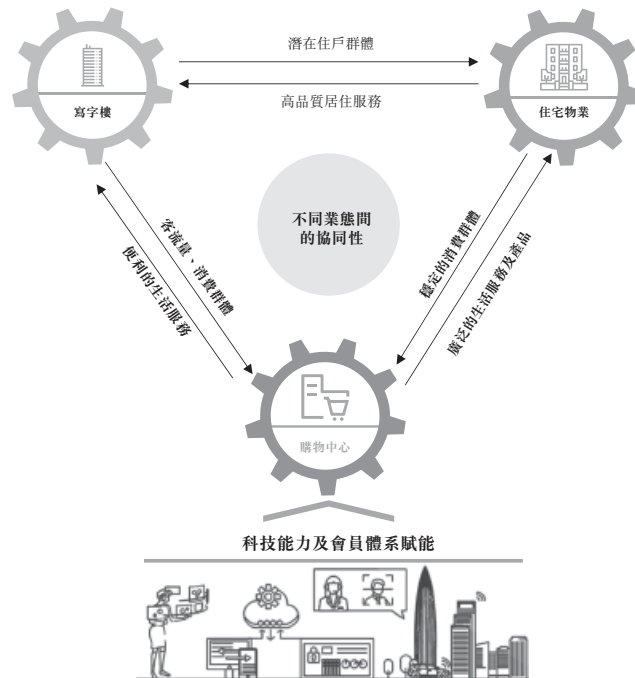 潛在住戶群體
高品質居住服務
寫字樓
住宅物業
不同業態間
的協同性
客流量、消費群體
便利的生活服務
穩定的消費群體
廣泛的生活服務及產品
購物中心
科技能力及會員體系賦能